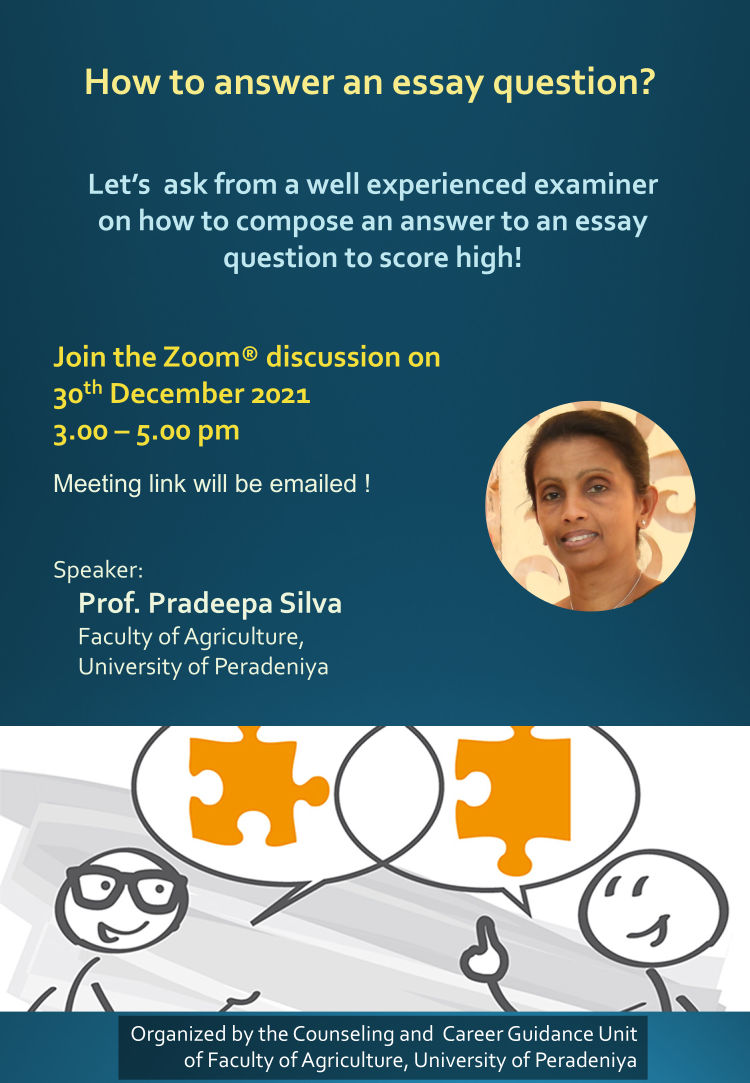 How to answer an essay question?
Let's  ask from a well experienced examiner
on how to compose an answer to an essay
question to score high!
Join the Zoom® discussion on
30th December 2021
3.00 – 5.00 pm
Meeting link will be emailed !
Speaker:
Prof. Pradeepa Silva
Faculty of Agriculture,
University of Peradeniya
Organized by the Counseling and  Career Guidance Unit
of Faculty of Agriculture, University of Peradeniya